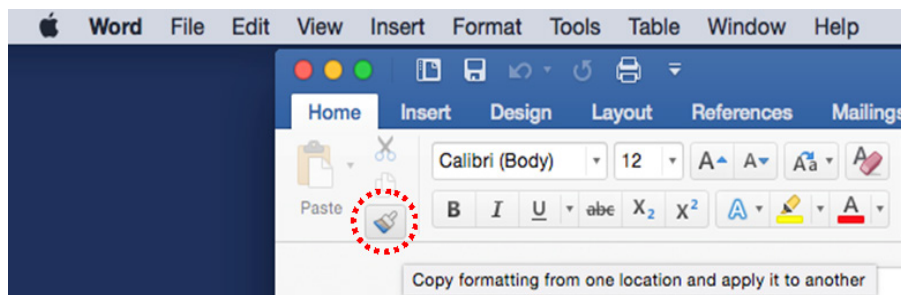 Word File Edit View Insert Format Tools Table Window Help
Home Insert Design Layout References Mailings
Calibri (Body) 12 A A Aa A
Paste B I U abc X2 X2 A A
Copy formatting from one location and apply it to another